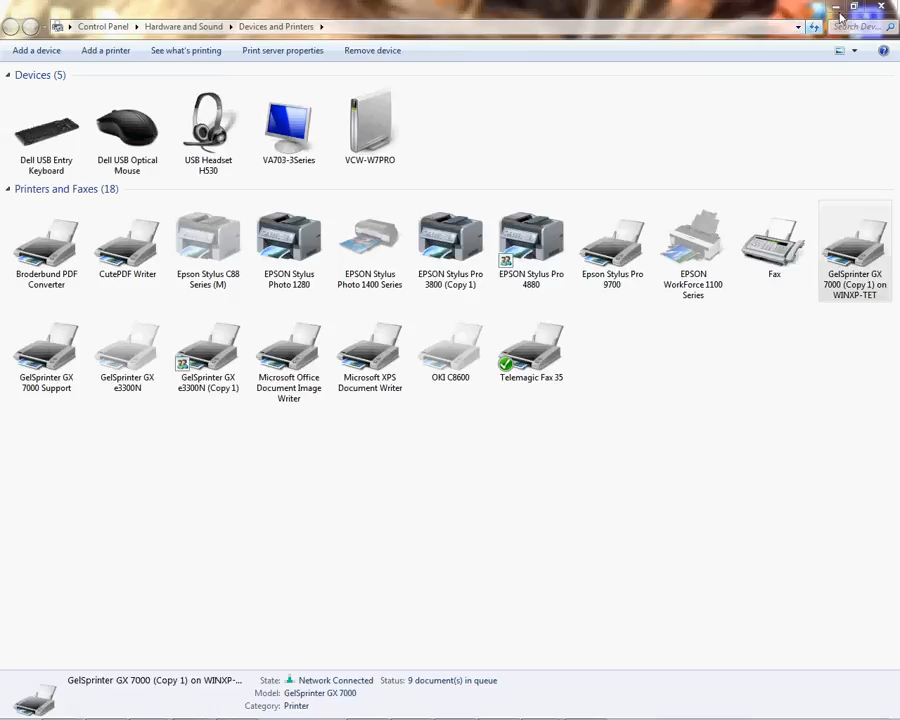 Control Panel Hardware and Sound Devices and Printers Search Dev...
Add a device Add a printer See what's printing Print server properties Remove device
Devices (5)
Dell USB Entry
Keyboard
Dell USB Optical
Mouse
USB Headset
H530
VA703-3Series
VCW-W7PRO
Printers and Faxes (18)
Broderbund PDF
Converter
CutePDF Writer
Epson Stylus C88
Series (M)
EPSON Stylus
Photo 1280
EPSON Stylus
Photo 1400 Series
EPSON Stylus Pro
3800 (Copy 1)
EPSON Stylus Pro
4880
Epson Stylus Pro
9700
EPSON
WorkForce 1100
Series
Fax
GelSprinter GX
7000 (Copy 1) on
WINXP-TET
GelSprinter GX
7000 Support
GelSprinter GX
e3300N
GelSprinter GX
e3300N (Copy 1)
Microsoft Office
Document Image
Writer
Microsoft XPS
Document Writer
OKI C8600
Telemagic Fax 35
GelSprinter GX 7000 (Copy 1) on WINXP-... State: Network Connected Status: 9 document(s) in queue
Model: GelSprinter GX 7000
Category: Printer